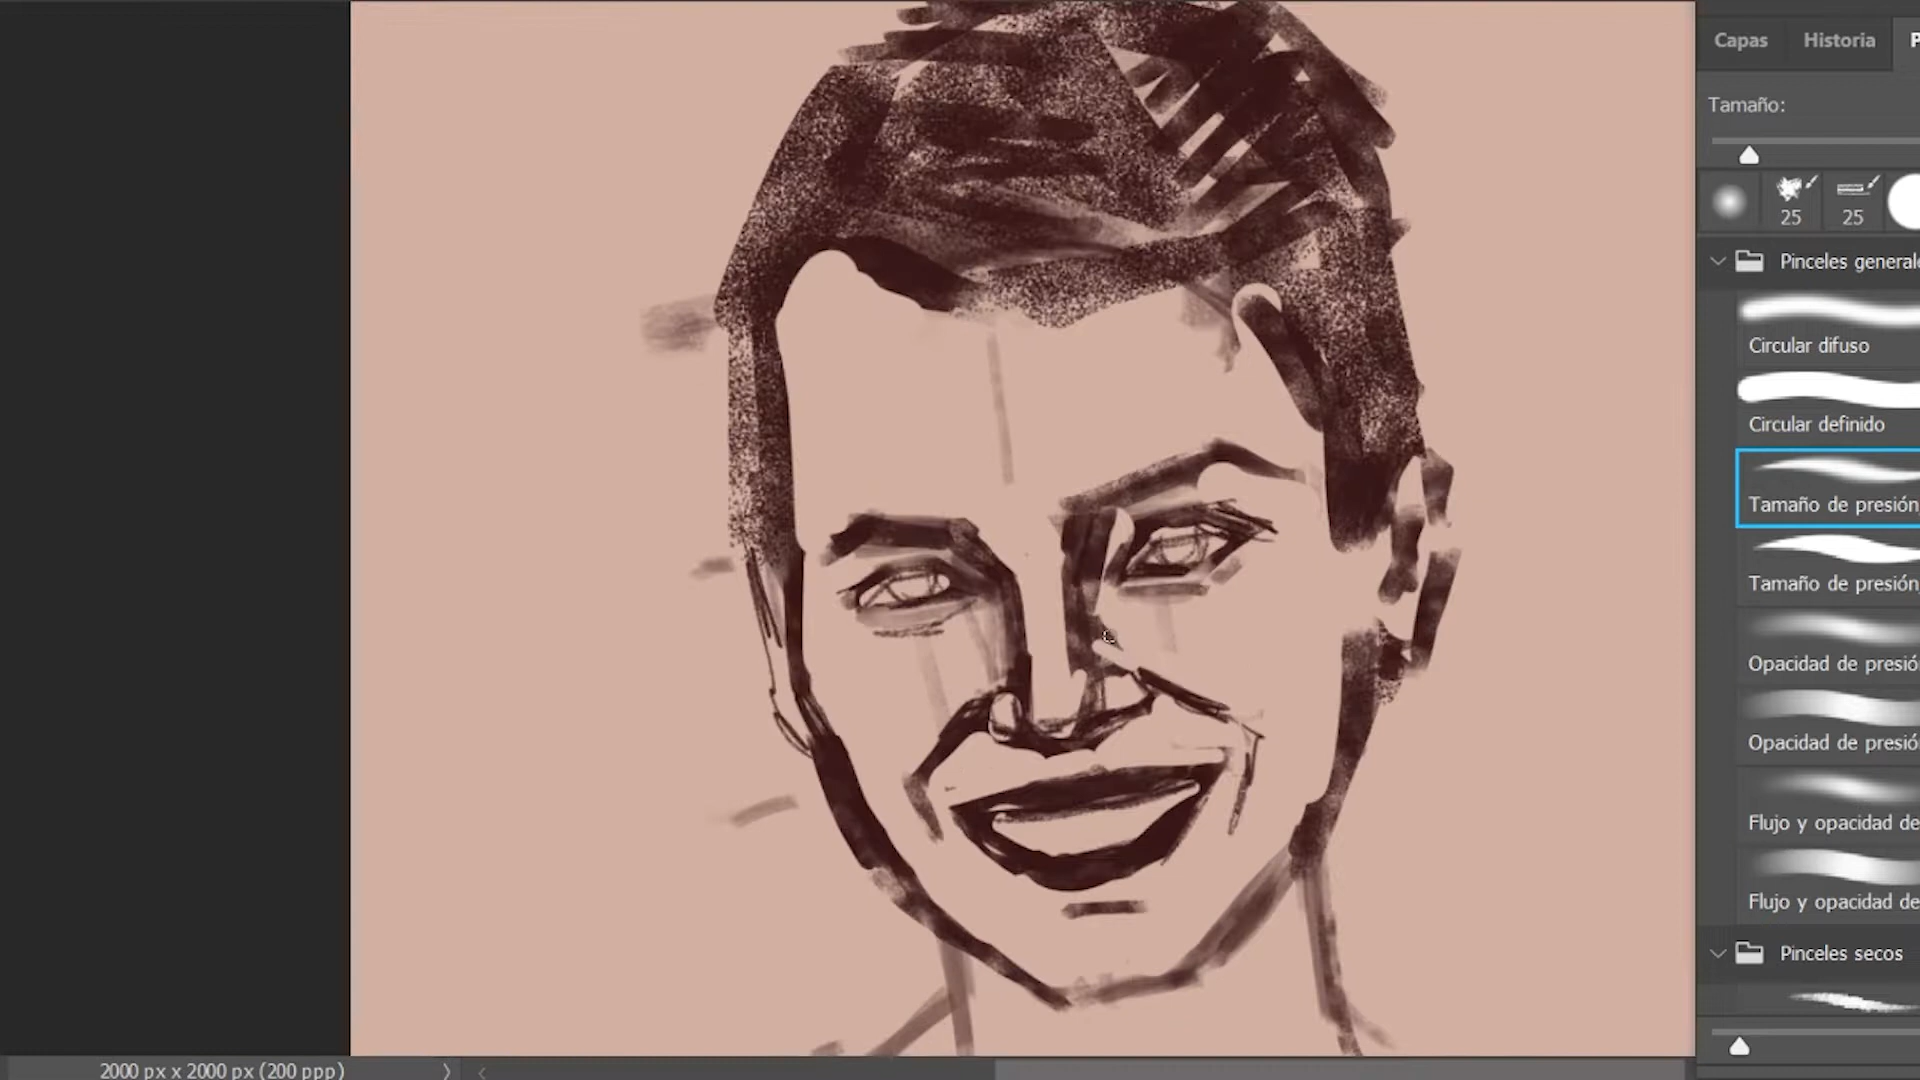 Capas Historia P
Tamaño:
25 25
Pinceles general
Circular difuso
Circular definido
Tamaño de presión
Tamaño de presión
Opacidad de presió
Opacidad de presió
Flujo y opacidad de
Flujo y opacidad de
Pinceles secos
2000 px x 2000 px (200 ppp)